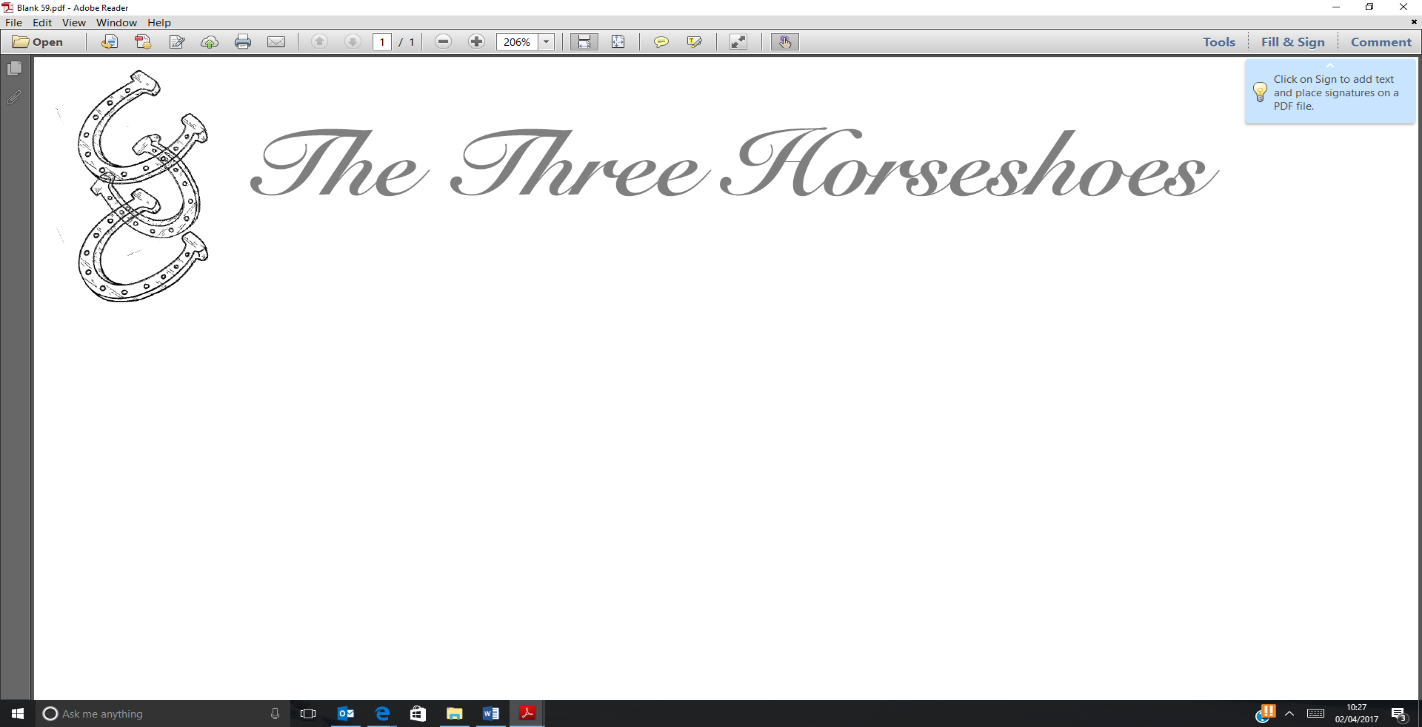 Blank 59.pdf - Adobe Reader
File Edit View Window Help
Open 1 / 1 206% Tools Fill & Sign Comment
Click on Sign to add text
and place signatures on a
PDF file.
The Three Horseshoes
Ask me anything
10:27
02/04/2017
3